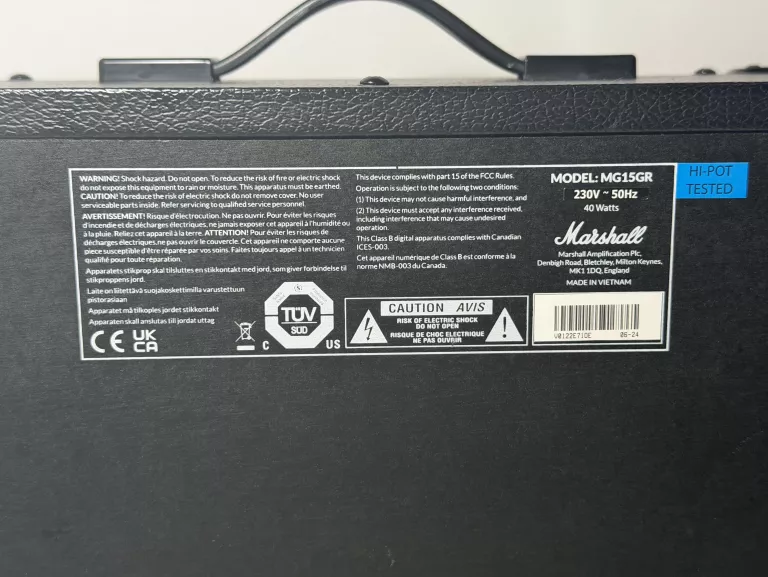 WARNING! Shock hazard. Do not open. To reduce the risk of fire or electric shock
do not expose this equipment to rain or moisture. This apparatus must be earthed.
CAUTION! To reduce the risk of electric shock do not remove cover. No user
serviceable parts inside. Refer servicing to qualified service personnel.
AVERTISSEMENT! Risque d'électrocution. Ne pas ouvrir. Pour éviter les risques
d'incendie et de décharges électriques, ne jamais exposer cet appareil à l'humidité ou
à la pluie. Reliez cet appareil à la terre. ATTENTION! Pour éviter les risques de
décharges électriques,ne pas ouvrir le couvercle. Cet appareil ne comporte aucune
pièce susceptible d'être réparée par vos soins. Faites appel à un technicien
qualifié pour toute réparation.
Apparatets stikprop skal tilsluttes en stikkontakt med jord, som giver forbindelse til
stikproppens jord.
Laite on liitettävä suojakoskettimilla varustettuun
pistorasiaan
Apparatet må tilkoples jordet stikkontakt
Apparaten skall anslutas till jordat uttag
CE UK
CA
TÜV
SÜD
C US
This device complies with part 15 of the FCC Rules.
Operation is subject to the following two conditions:
(1) This device may not cause harmful interference, and
(2) This device must accept any interference received,
including interference that may cause undesired
operation.
This Class B digital apparatus complies with Canadian
ICES-003.
Cet appareil numérique de Class B est conforme à la
norme NMB-003 du Canada.
CAUTION AVIS
RISK OF ELECTRIC SHOCK
DO NOT OPEN
RISQUE DE CHOC ELECTRIQUE
NE PAS OUVRIR
MODEL: MG15GR
230V ~ 50Hz
40 Watts
Marshall
Marshall Amplification Plc,
Denbigh Road, Bletchley, Milton Keynes,
MK1 1DQ, England
MADE IN VIETNAM
V0122E71DE 06-24
HI-POT
TESTED